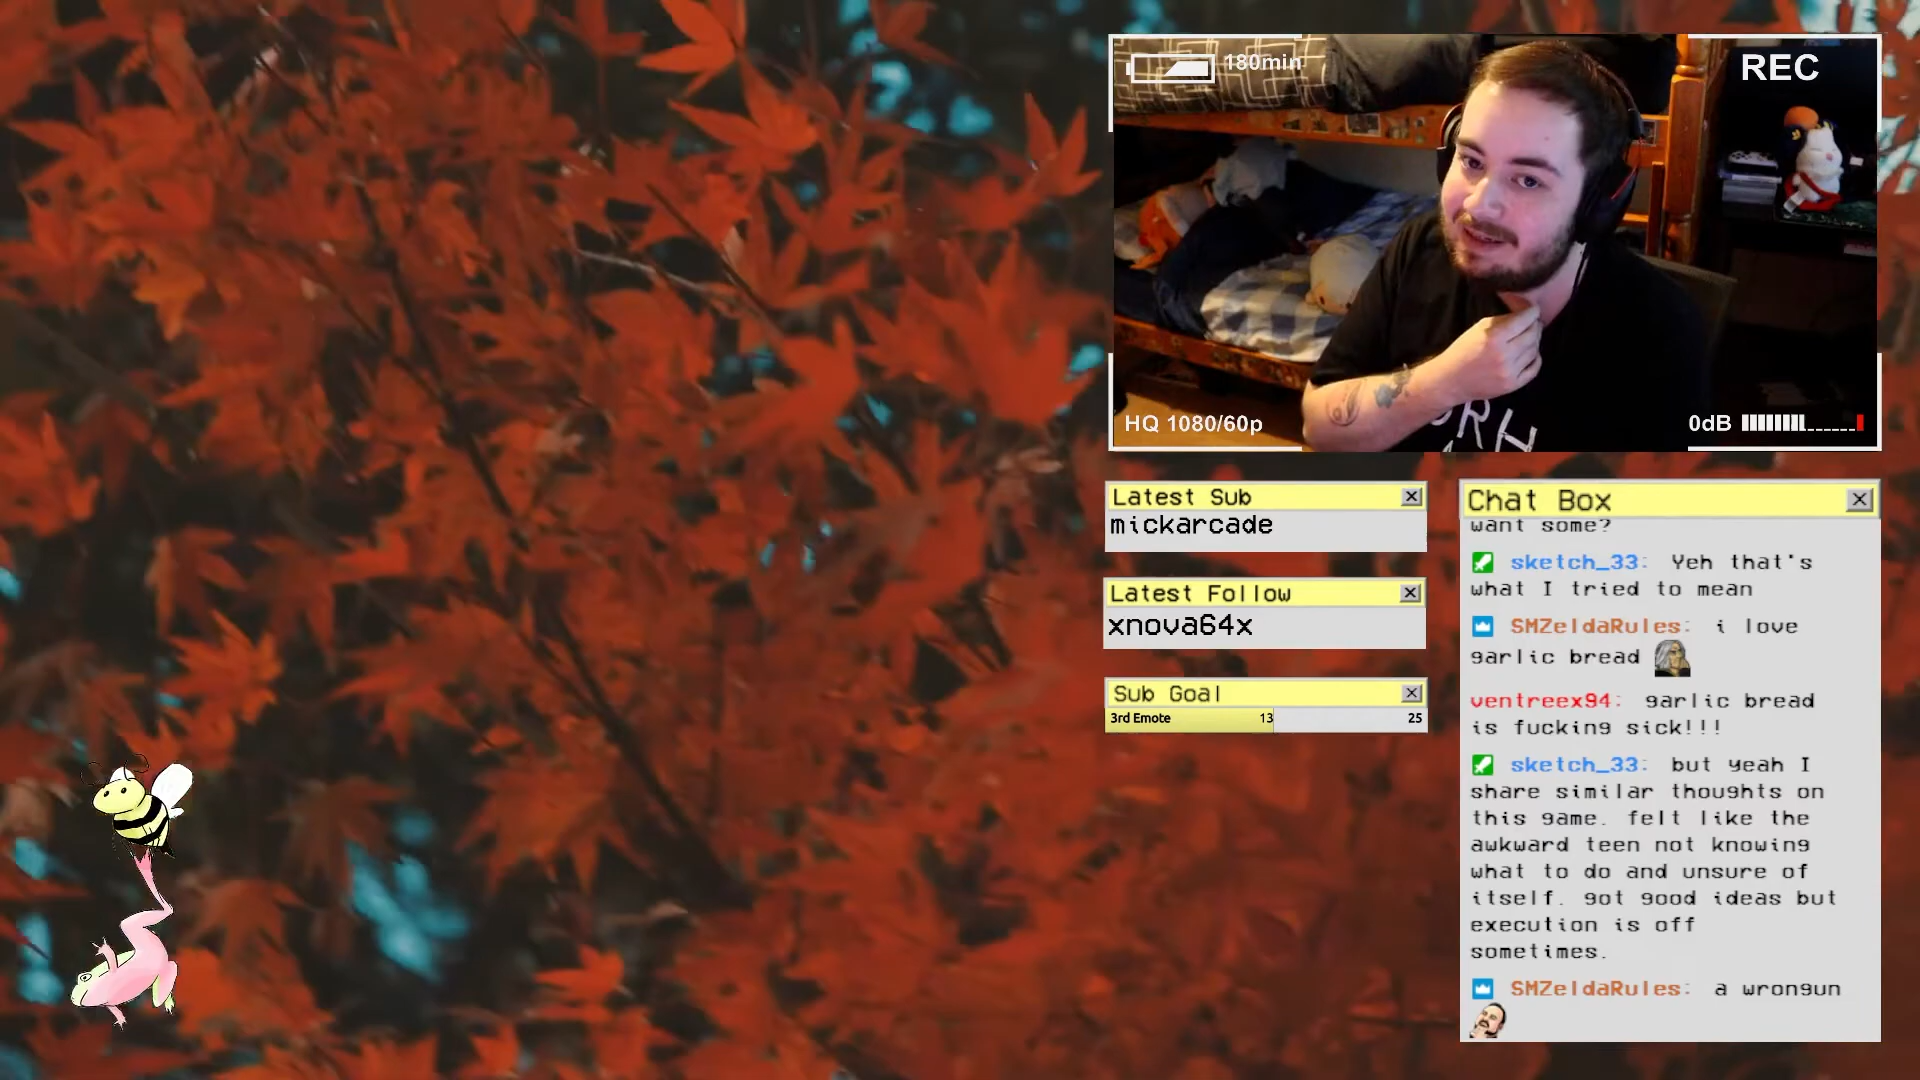 180min
REC
HQ 1080/60p
0dB
Latest Sub
mickarcade
Latest Follow
xnova64x
Sub Goal
3rd Emote 13 25
Chat Box
want some?
sketch_33: Yeh that's
what I tried to mean
SMZeldaRules: i love
garlic bread
ventreex94: garlic bread
is fucking sick!!!
sketch_33: but yeah I
share similar thoughts on
this game. felt like the
awkward teen not knowing
what to do and unsure of
itself. got good ideas but
execution is off
sometimes.
SMZeldaRules: a wrongun